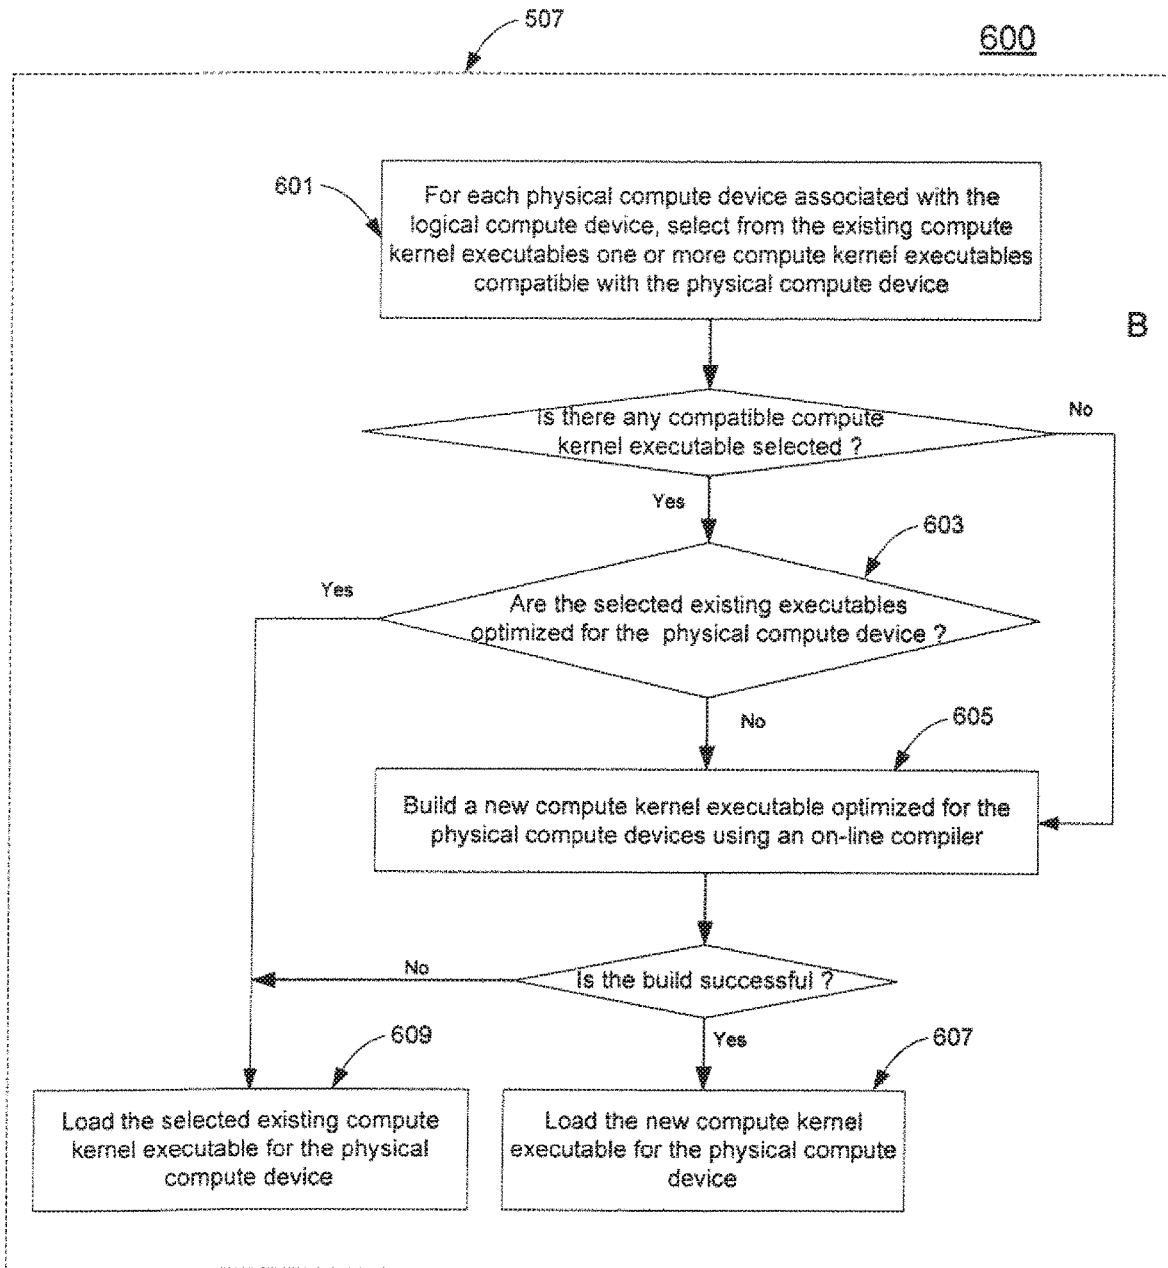 507
600
601
For each physical compute device associated with the
logical compute device, select from the existing compute
kernel executables one or more compute kernel executables
compatible with the physical compute device
B
Is there any compatible compute
kernel executable selected ?
No
Yes
603
Yes
Are the selected existing executables
optimized for the physical compute device ?
No
605
Build a new compute kernel executable optimized for the
physical compute devices using an on-line compiler
No
Is the build successful ?
Yes
609
607
Load the selected existing compute
kernel executable for the physical
compute device
Load the new compute kernel
executable for the physical compute
device